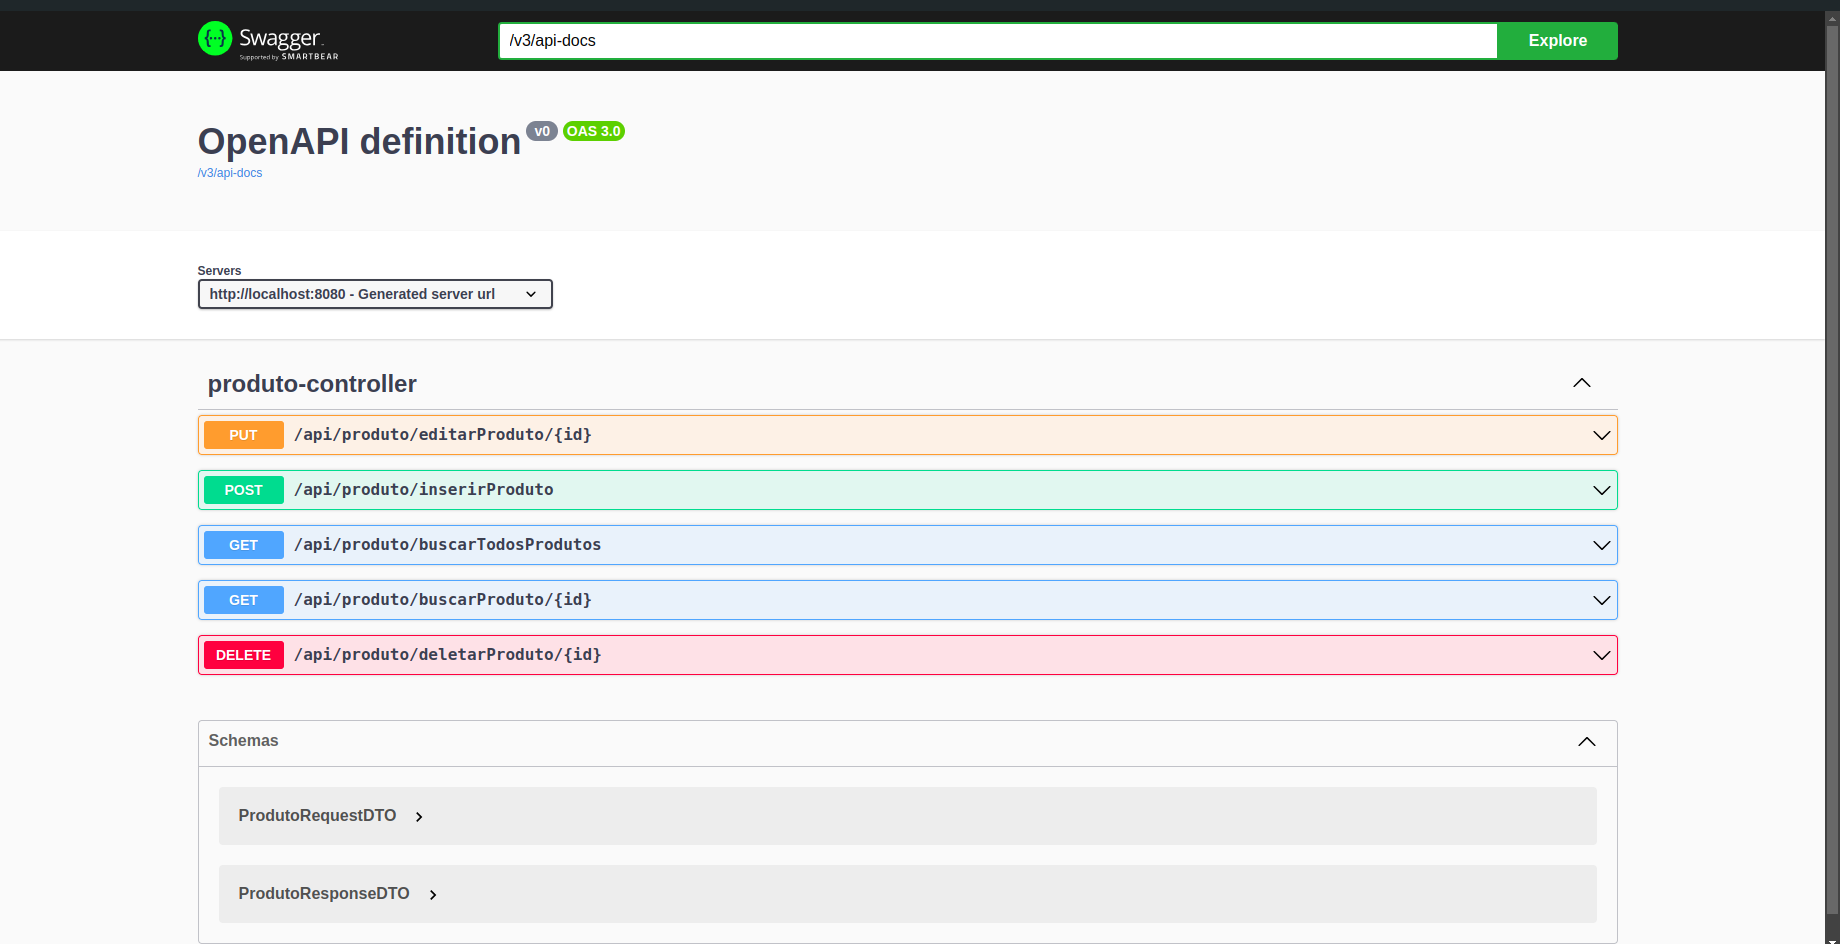 Swagger
Supported by SMARTBEAR
/v3/api-docs
Explore
OpenAPI definition v0 OAS 3.0
/v3/api-docs
Servers
http://localhost:8080 - Generated server url
produto-controller
PUT /api/produto/editarProduto/{id}
POST /api/produto/inserirProduto
GET /api/produto/buscarTodosProdutos
GET /api/produto/buscarProduto/{id}
DELETE /api/produto/deletarProduto/{id}
Schemas
ProdutoRequestDTO
ProdutoResponseDTO